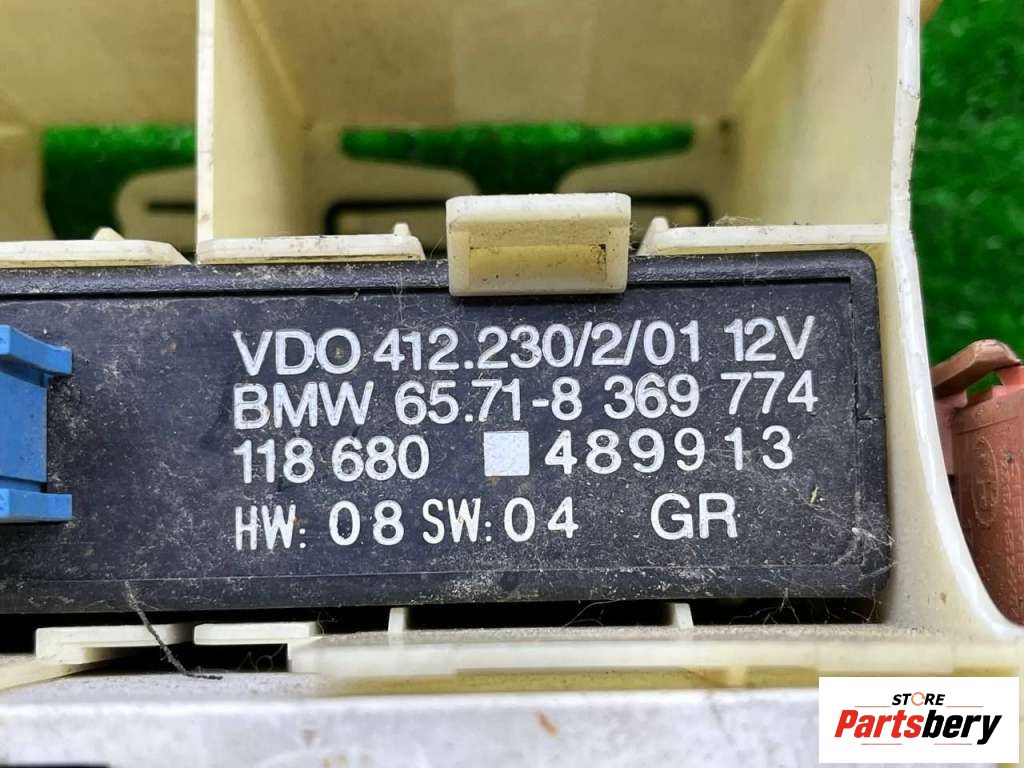 VDO 412.230/2/01 12V
BMW 65.71-8 369 774
118 680 489913
HW: 08 SW: 04 GR
STORE
Partsbery